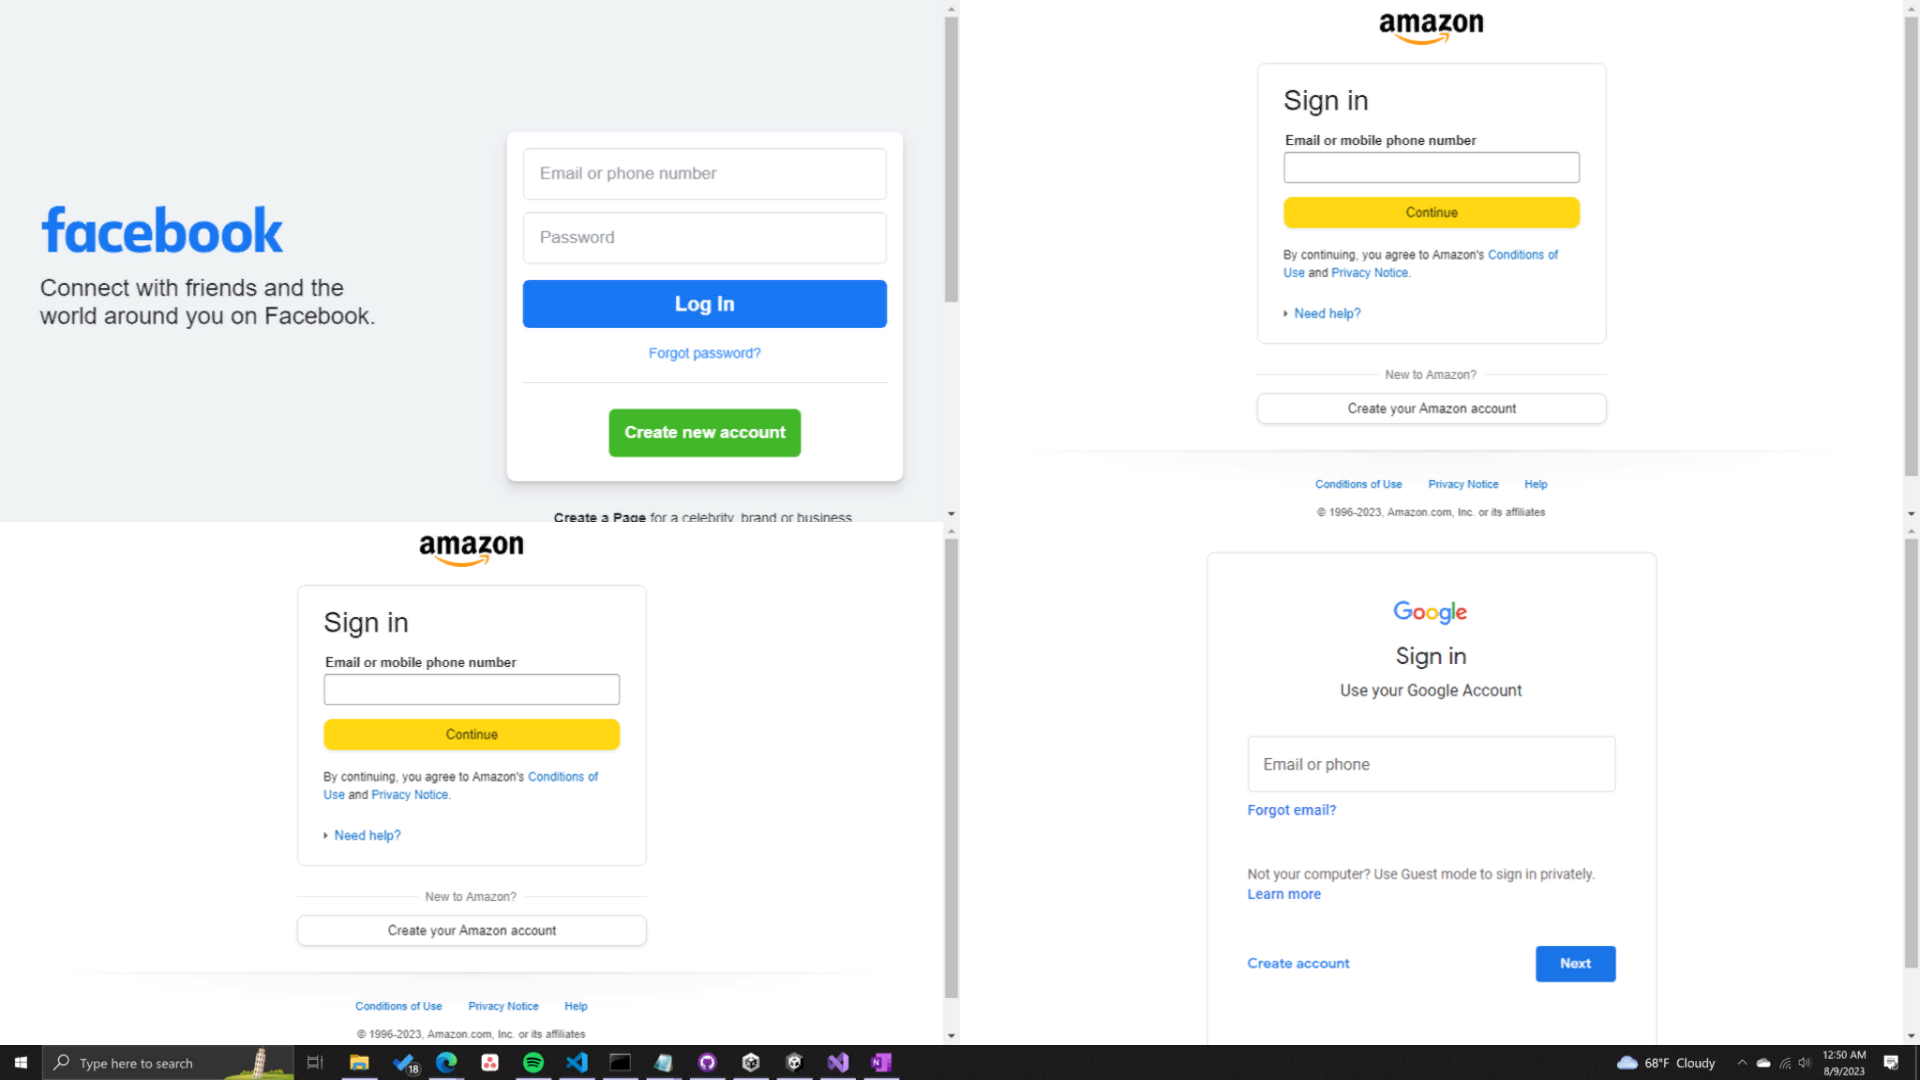 facebook
Connect with friends and the
world around you on Facebook.
Email or phone number
Password
Log In
Forgot password?
Create new account
Create a Page for a celebrity, brand or business.
amazon
Sign in
Email or mobile phone number
Continue
By continuing, you agree to Amazon's Conditions of
Use and Privacy Notice.
Need help?
New to Amazon?
Create your Amazon account
Conditions of Use Privacy Notice Help
© 1996-2023, Amazon.com, Inc. or its affiliates
amazon
Sign in
Email or mobile phone number
Continue
By continuing, you agree to Amazon's Conditions of
Use and Privacy Notice.
Need help?
New to Amazon?
Create your Amazon account
Conditions of Use Privacy Notice Help
© 1996-2023, Amazon.com, Inc. or its affiliates
Google
Sign in
Use your Google Account
Email or phone
Forgot email?
Not your computer? Use Guest mode to sign in privately.
Learn more
Create account
Next
Type here to search
18
68°F Cloudy
12:50 AM
8/9/2023